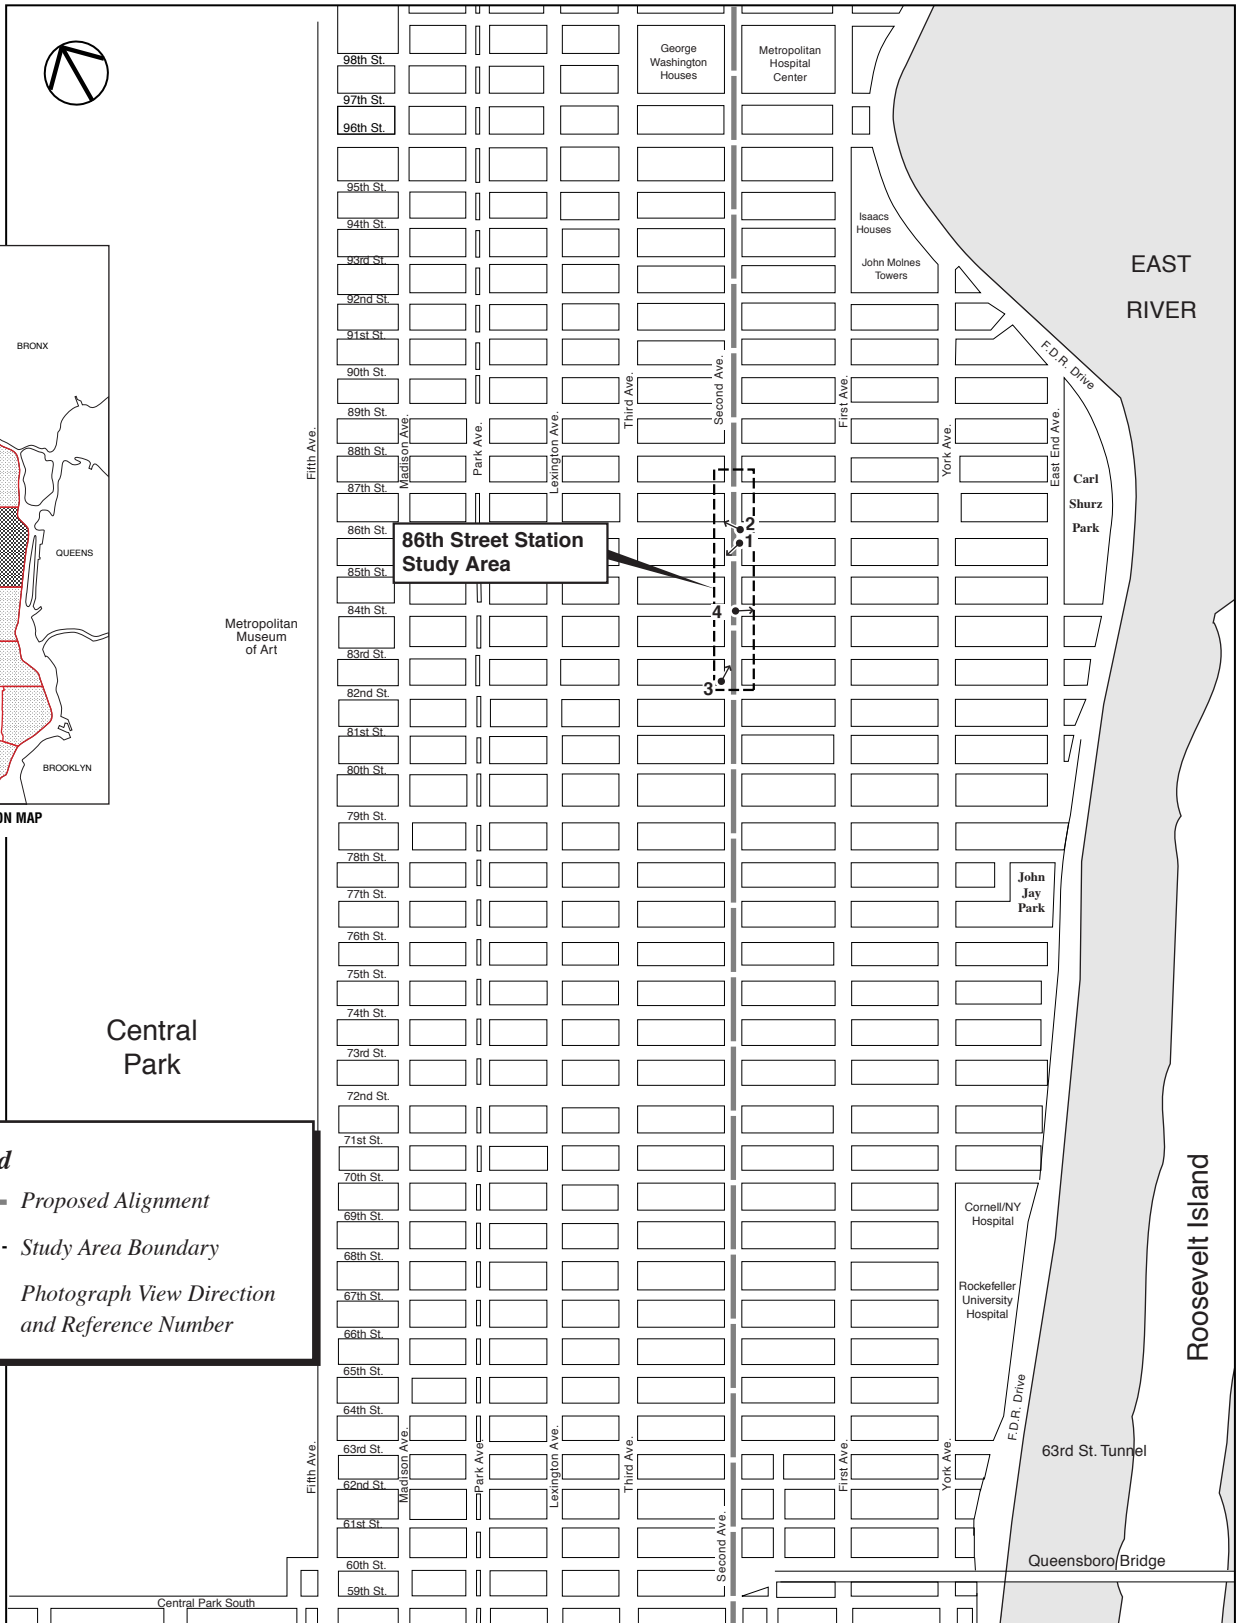 George
Washington
Houses
Metropolitan
Hospital
Center
98th St.
97th St.
96th St.
95th St.
94th St.
93rd St.
92nd St.
91st St.
90th St.
89th St.
88th St.
87th St.
86th St.
85th St.
84th St.
83rd St.
82nd St.
81st St.
80th St.
79th St.
78th St.
77th St.
76th St.
75th St.
74th St.
73rd St.
72nd St.
71st St.
70th St.
69th St.
68th St.
67th St.
66th St.
65th St.
64th St.
63rd St.
62nd St.
61st St.
60th St.
59th St.
Central Park South
Isaacs
Houses
John Molnes
Towers
EAST
RIVER
F.D.R. Drive
BRONX
QUEENS
BROOKLYN
ON MAP
Fifth Ave.
Madison Ave.
Park Ave.
Lexington Ave.
Third Ave.
Second Ave.
First Ave.
York Ave.
East End Ave.
Carl
Shurz
Park
86th Street Station
Study Area
2
1
4
3
Metropolitan
Museum
of Art
John
Jay
Park
Central
Park
d
Proposed Alignment
Study Area Boundary
Photograph View Direction
and Reference Number
Cornell/NY
Hospital
Rockefeller
University
Hospital
Roosevelt Island
F.D.R. Drive
63rd St. Tunnel
Queensboro Bridge
Fifth Ave.
Madison Ave.
Park Ave.
Lexington Ave.
Third Ave.
Second Ave.
First Ave.
York Ave.